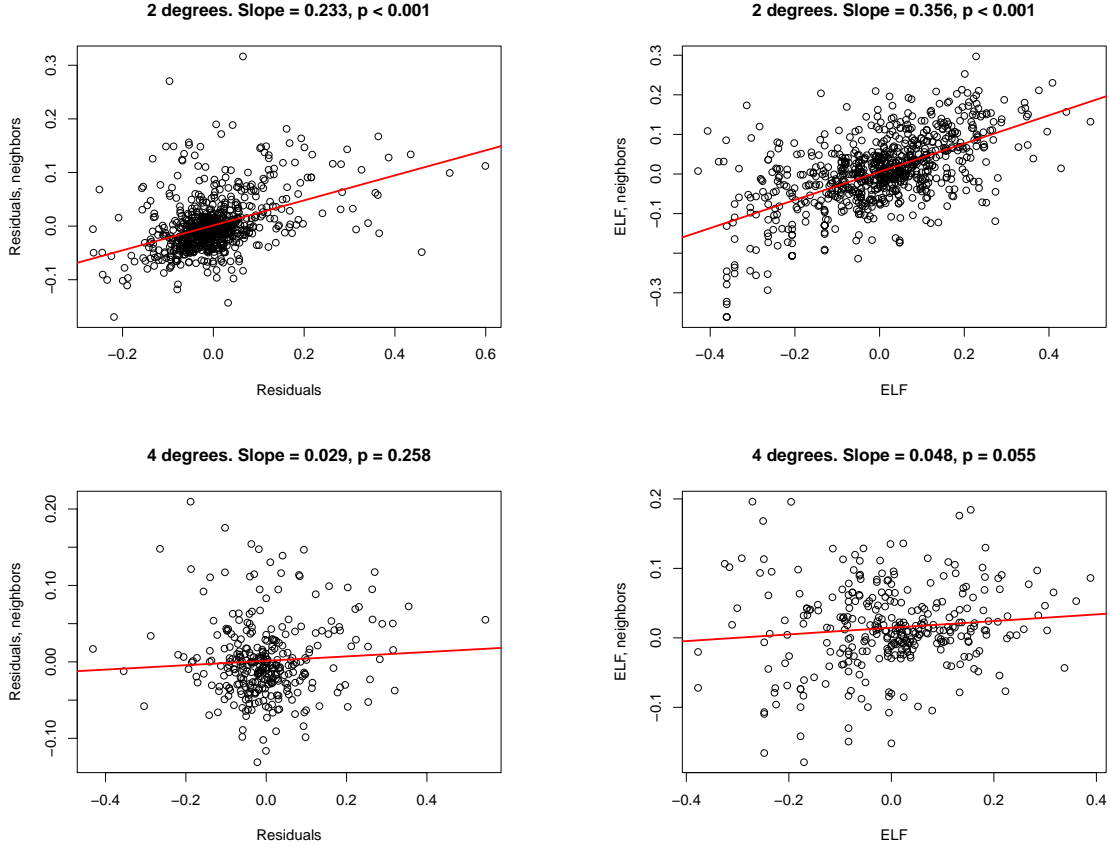 2 degrees. Slope = 0.233, p < 0.001
Residuals, neighbors
0.3
0.2
0.1
0.0
−0.1
−0.2 0.0 0.2 0.4 0.6
Residuals
2 degrees. Slope = 0.356, p < 0.001
ELF, neighbors
0.3
0.2
0.1
0.0
−0.1
−0.3
−0.4 −0.2 0.0 0.2 0.4
ELF
4 degrees. Slope = 0.029, p = 0.258
Residuals, neighbors
0.20
0.10
0.00
−0.10
−0.4 −0.2 0.0 0.2 0.4
Residuals
4 degrees. Slope = 0.048, p = 0.055
ELF, neighbors
0.2
0.1
0.0
−0.1
−0.4 −0.2 0.0 0.2 0.4
ELF